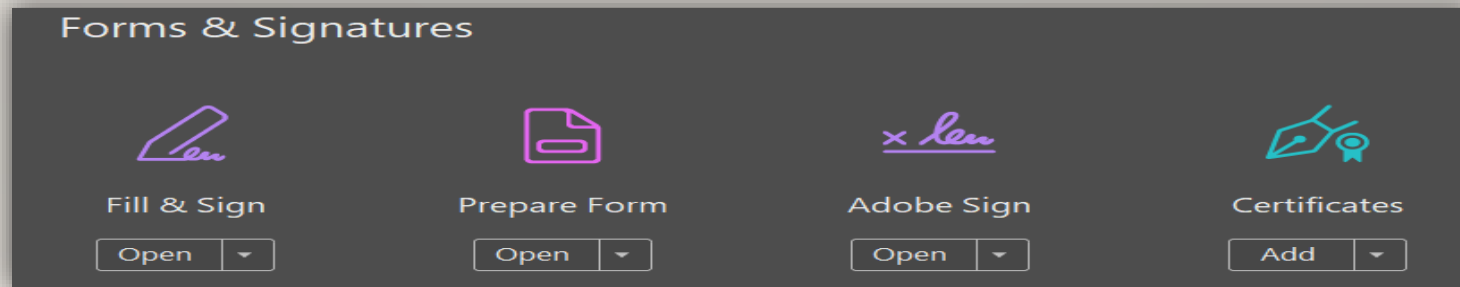 Forms & Signatures
Fill & Sign
Prepare Form
Adobe Sign
Certificates
Open
Open
Open
Add